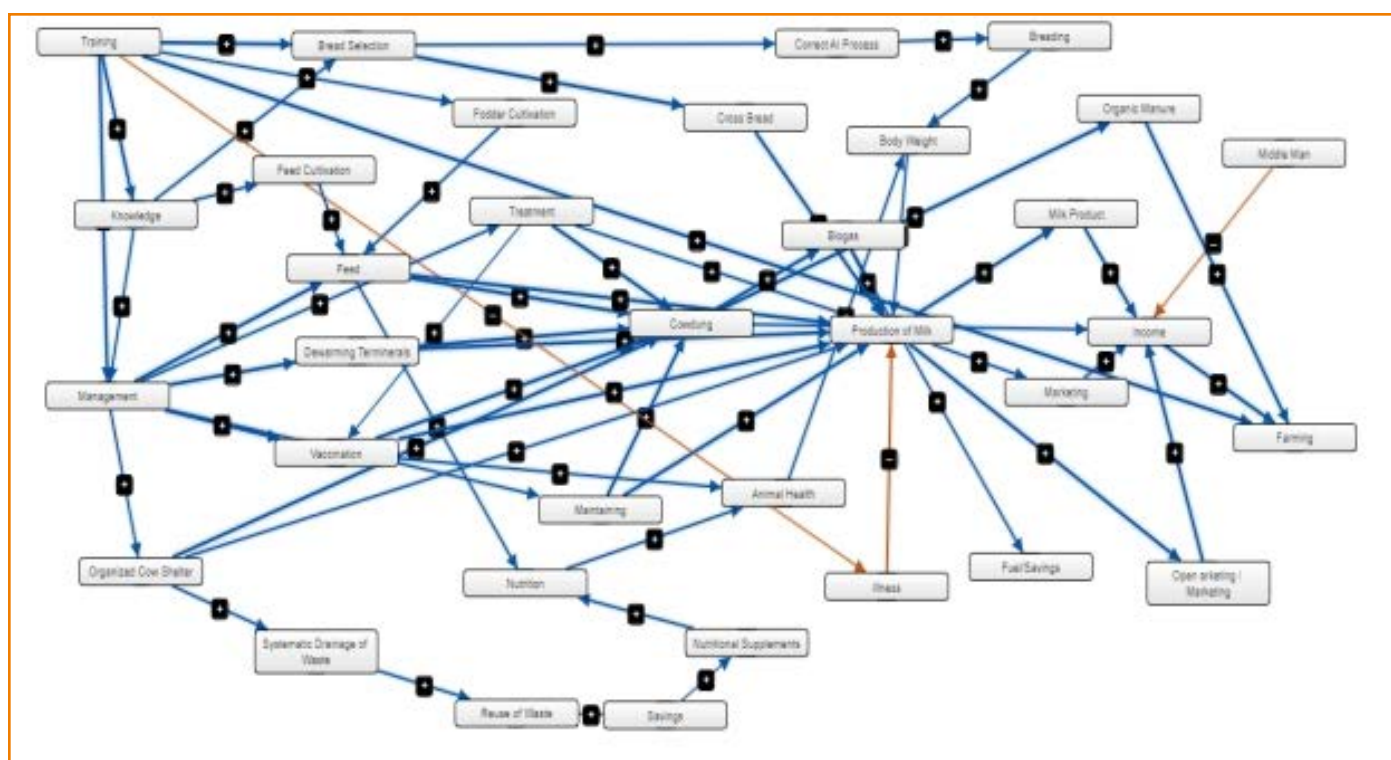 Training
Bread Selection
Correct AI Process
Breeding
Fodder Cultivation
Cross Bread
Organic Manure
Body Weight
Middle Man
Feed Cultivation
Knowledge
Treatment
Milk Product
Biogas
Feed
Cowdung
Production of Milk
Income
Dewarming Terminerals
Management
Marketing
Farming
Vaccination
Animal Health
Maintaining
Organized Cow Shelter
Nutrition
Illness
Fuel Savings
Open arketing /
Marketing
Systematic Drainage of
Waste
Nutritional Supplements
Reuse of Waste
Savings